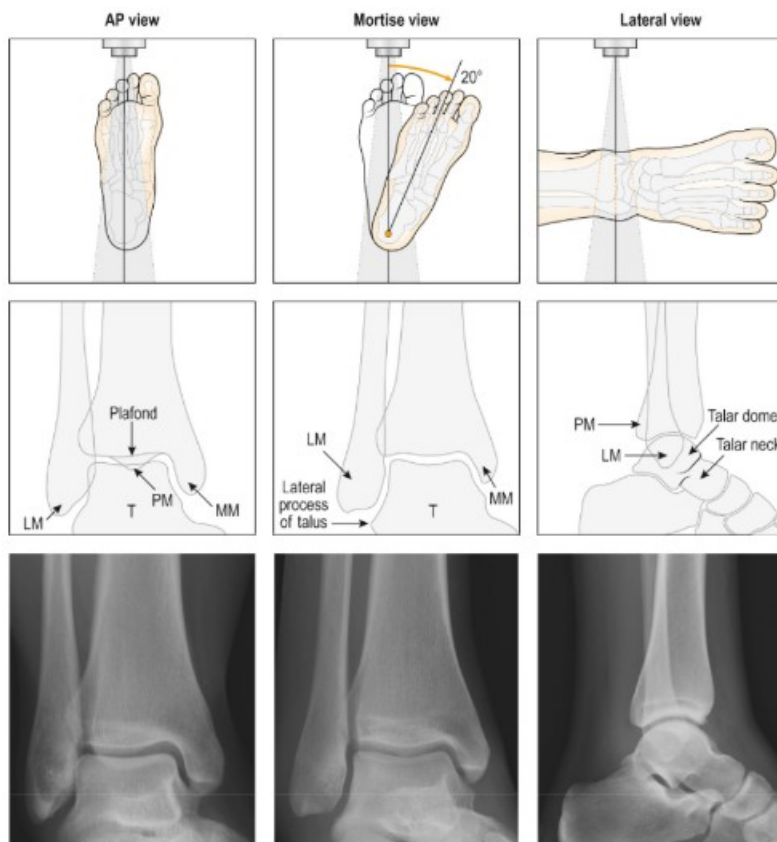 AP view
Mortise view
Lateral view
20°
Plafond
LM
PM
MM
T
LM
Lateral
process
of talus
MM
T
PM
LM
Talar dome
Talar neck